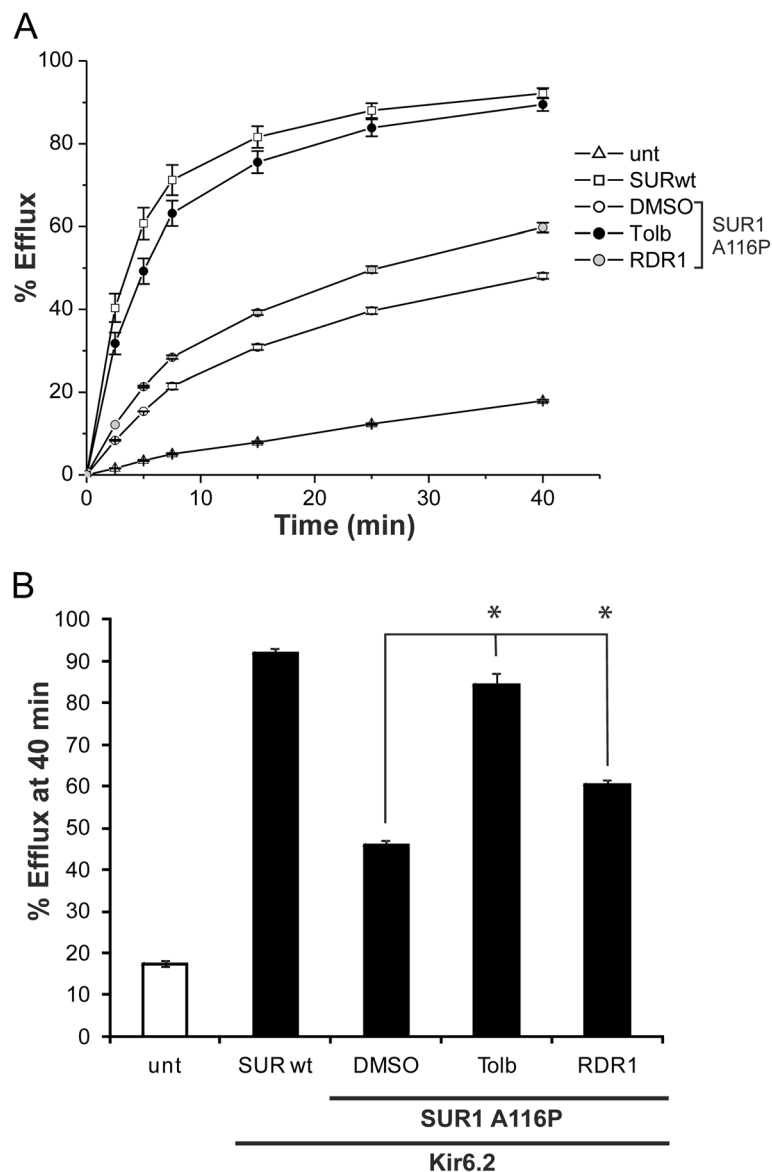 A
100
80
60
40
20
0
% Efflux
0 10 20 30 40
Time (min)
unt
SURwt
DMSO
Tolb
RDR1
SUR1
A116P
B
100
90
80
70
60
50
40
30
20
10
0
% Efflux at 40 min
* *
unt SUR wt DMSO Tolb RDR1
SUR1 A116P
Kir6.2